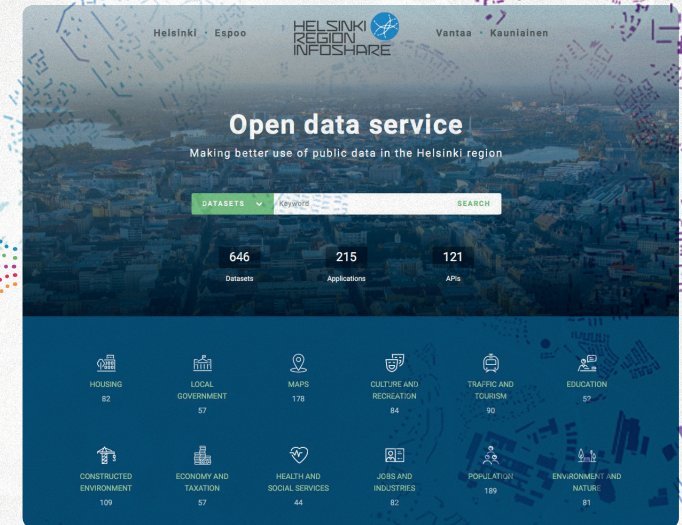 Helsinki • Espoo
HELSINKI
REGION
INFOSHARE
Vantaa • Kauniainen
Open data service
Making better use of public data in the Helsinki region
DATASETS
Keyword
SEARCH
646
215
121
Datasets
Applications
APIs
HOUSING
82
LOCAL
GOVERNMENT
57
MAPS
178
CULTURE AND
RECREATION
84
TRAFFIC AND
TOURISM
90
EDUCATION
CONSTRUCTED
ENVIRONMENT
109
ECONOMY AND
TAXATION
57
HEALTH AND
SOCIAL SERVICES
44
JOBS AND
INDUSTRIES
82
POPULATION
189
ENVIRONMENT AND
NATURE
81